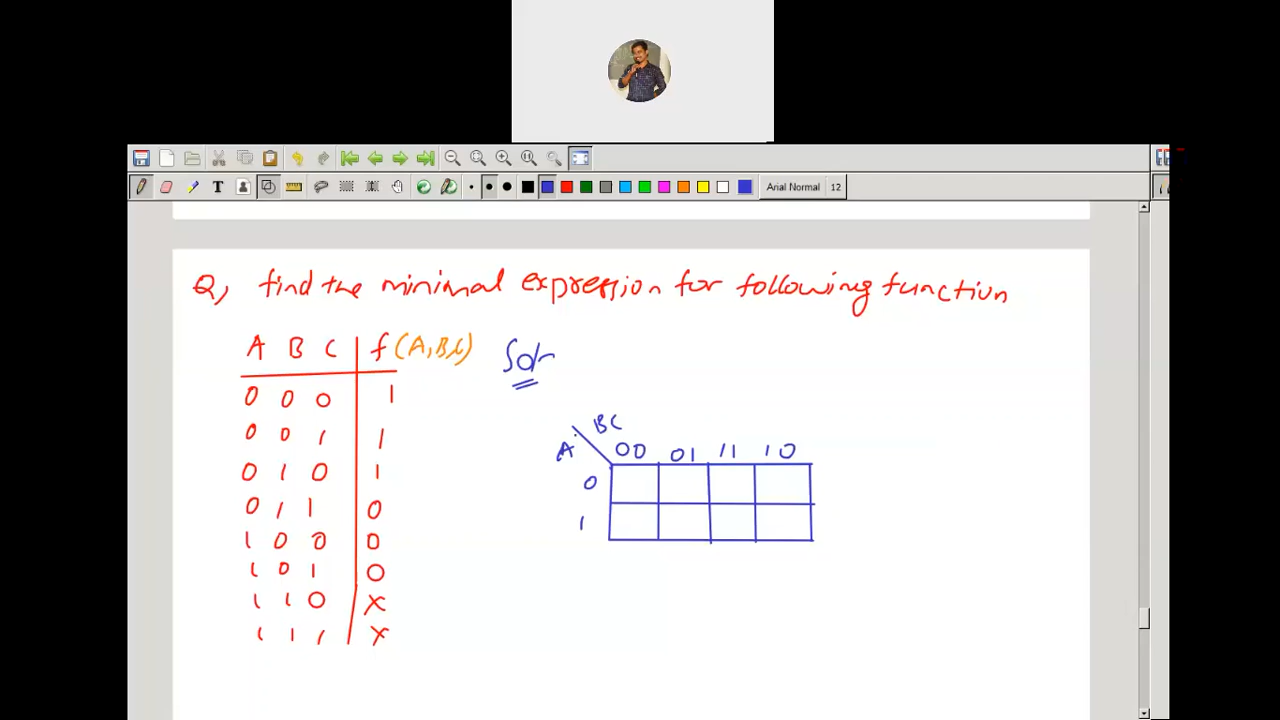 Arial Normal 12
Q, find the minimal expression for following function
A B C f (A,B,C) Soln
0 0 0 1
0 0 1 1
0 1 0 1
0 1 1 0
1 0 0 0
1 0 1 0
1 1 0 x
1 1 1 x
BC
A 00 01 11 10
0
1